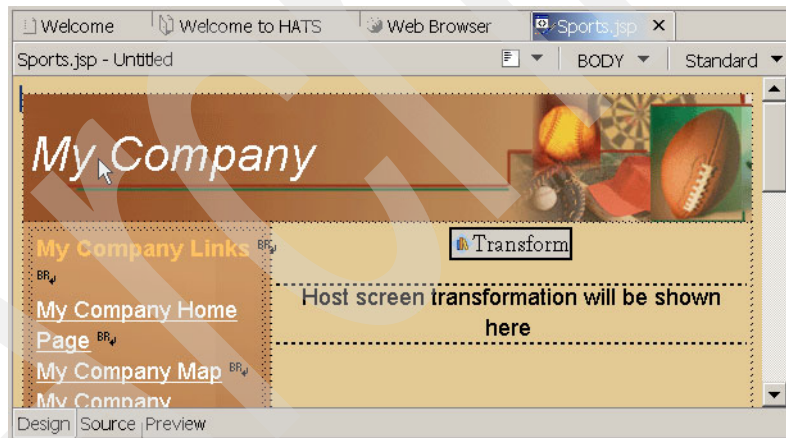 Welcome
Welcome to HATS
Web Browser
Sports.jsp
Sports.jsp - Untitled
BODY
Standard
My Company
My Company Links BR
BR
Transform
Host screen transformation will be shown
here
My Company Home
Page BR
My Company Map BR
My Company
Design
Source
Preview